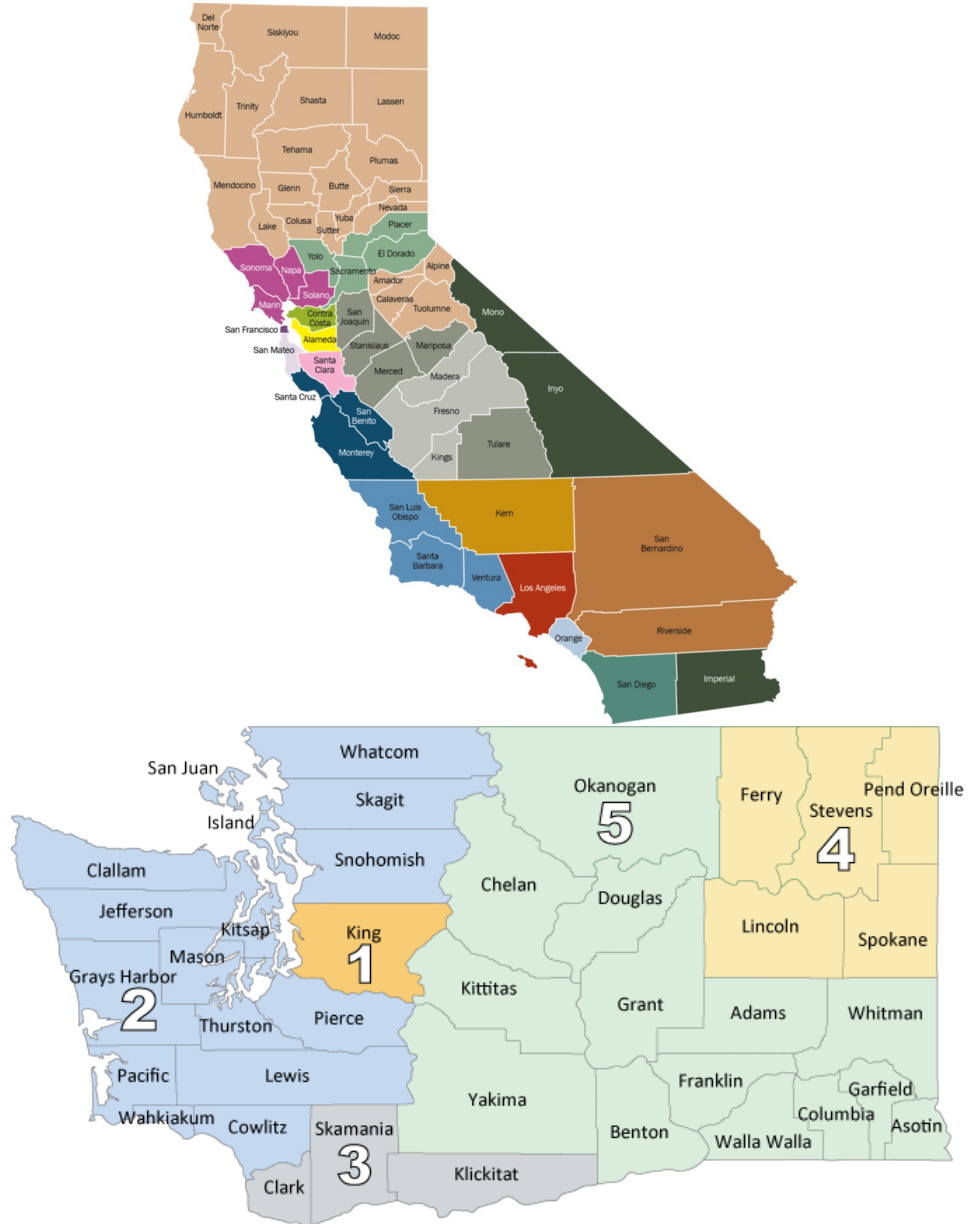 Del
Norte
Siskiyou
Modoc
Humboldt
Trinity
Shasta
Lassen
Tehama
Plumas
Mendocino
Glenn
Butte
Sierra
Nevada
Lake
Colusa
Sutter
Yuba
Placer
Yolo
El Dorado
Sonoma
Napa
Sacramento
Alpine
Solano
Amador
Marin
Calaveras
Contra
Costa
San
Joaquin
Tuolumne
Mono
San Francisco
Alameda
Stanislaus
Mariposa
San Mateo
Santa
Clara
Merced
Madera
Inyo
Santa Cruz
San
Benito
Fresno
Monterey
Kings
Tulare
San Luis
Obispo
Kern
San
Bernardino
Santa
Barbara
Ventura
Los Angeles
Orange
Riverside
San Diego
Imperial
Whatcom
San Juan
Skagit
Okanogan
5
Ferry
Pend Oreille
Stevens
4
Island
Snohomish
Clallam
Chelan
Douglas
Jefferson
Kitsap
King
1
Lincoln
Spokane
Mason
Grays Harbor
2
Kittitas
Grant
Adams
Whitman
Thurston
Pierce
Pacific
Lewis
Yakima
Franklin
Garfield
Wahkiakum
Cowlitz
Skamania
3
Benton
Walla Walla
Columbia
Asotin
Clark
Klickitat